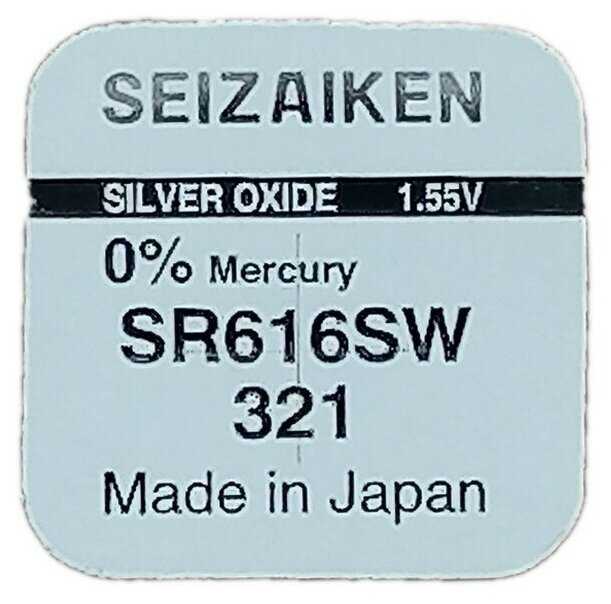 SEIZAIKEN
SILVER OXIDE 1.55V
0% Mercury
SR616SW
321
Made in Japan